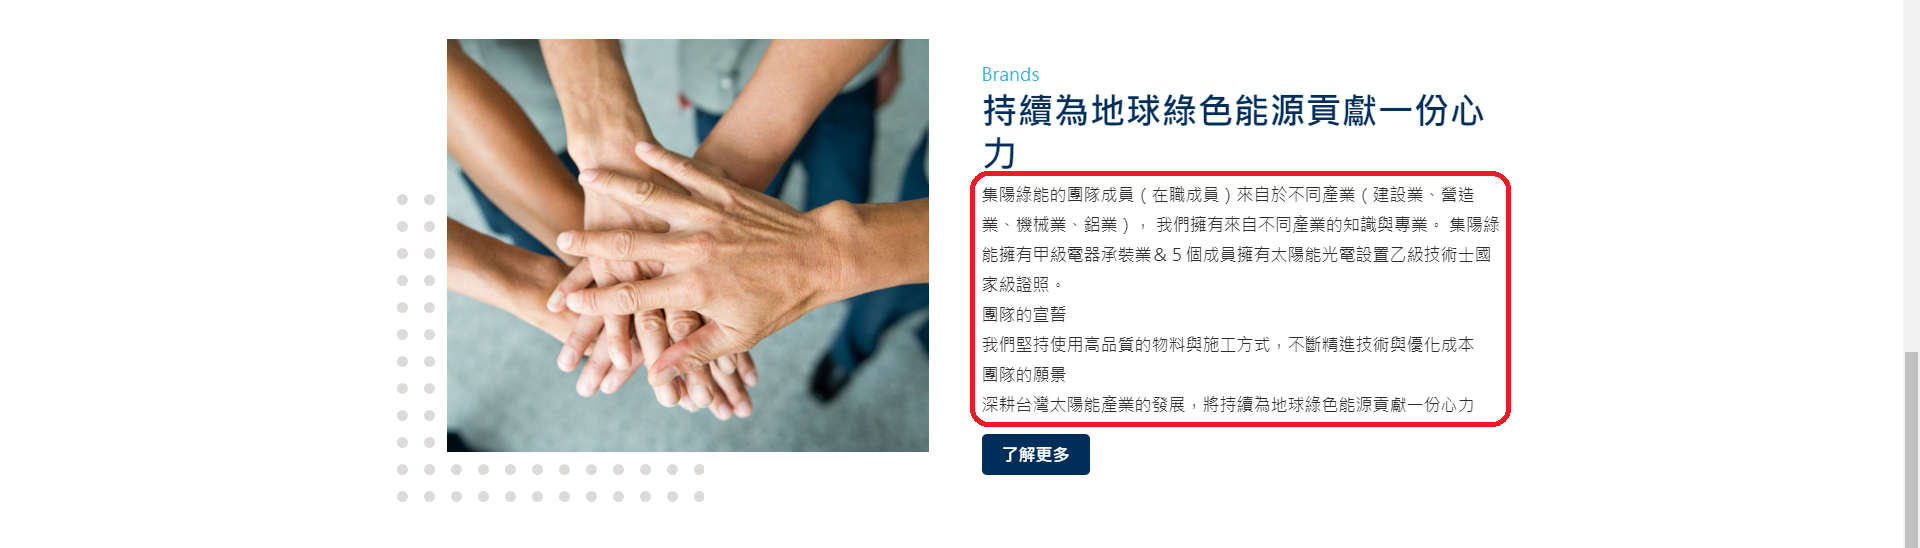 Brands
持續為地球綠色能源貢獻一份心
力
集陽綠能的團隊成員（在職成員）來自於不同產業（建設業、營造
業、機械業、鋁業），我們擁有來自不同產業的知識與專業。 集陽綠
能擁有甲級電器承裝業＆５個成員擁有太陽能光電設置乙級技術士國
家級證照。
團隊的宣誓
我們堅持使用高品質的物料與施工方式，不斷精進技術與優化成本
團隊的願景
深耕台灣太陽能產業的發展，將持續為地球綠色能源貢獻一份心力
了解更多